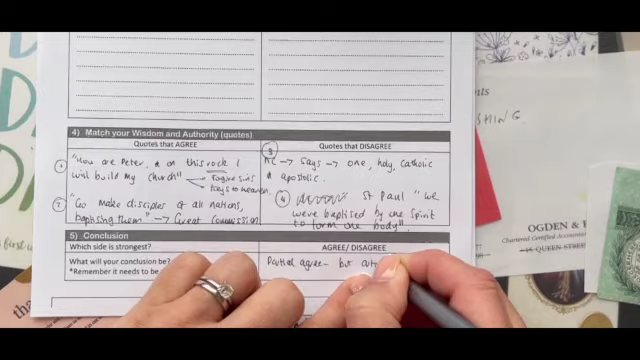 4) Match your Wisdom and Authority (quotes)
Quotes that AGREE
Quotes that DISAGREE
① "You are Peter, & on this rock I
will build my church" forgive sins
keys to heaven
② "Go make disciples of all nations,
baptising them" → Great commission
③ NC → Says → one, holy, Catholic
& apostolic.
④ St Paul "we
were baptised by one Spirit
to form one body"
5) Conclusion
Which side is strongest?
AGREE/ DISAGREE
What will your conclusion be?
*Remember it needs to be
Partial agree - but
SHING
OGDEN &
Chartered Certified Accountan
QUEEN STREET